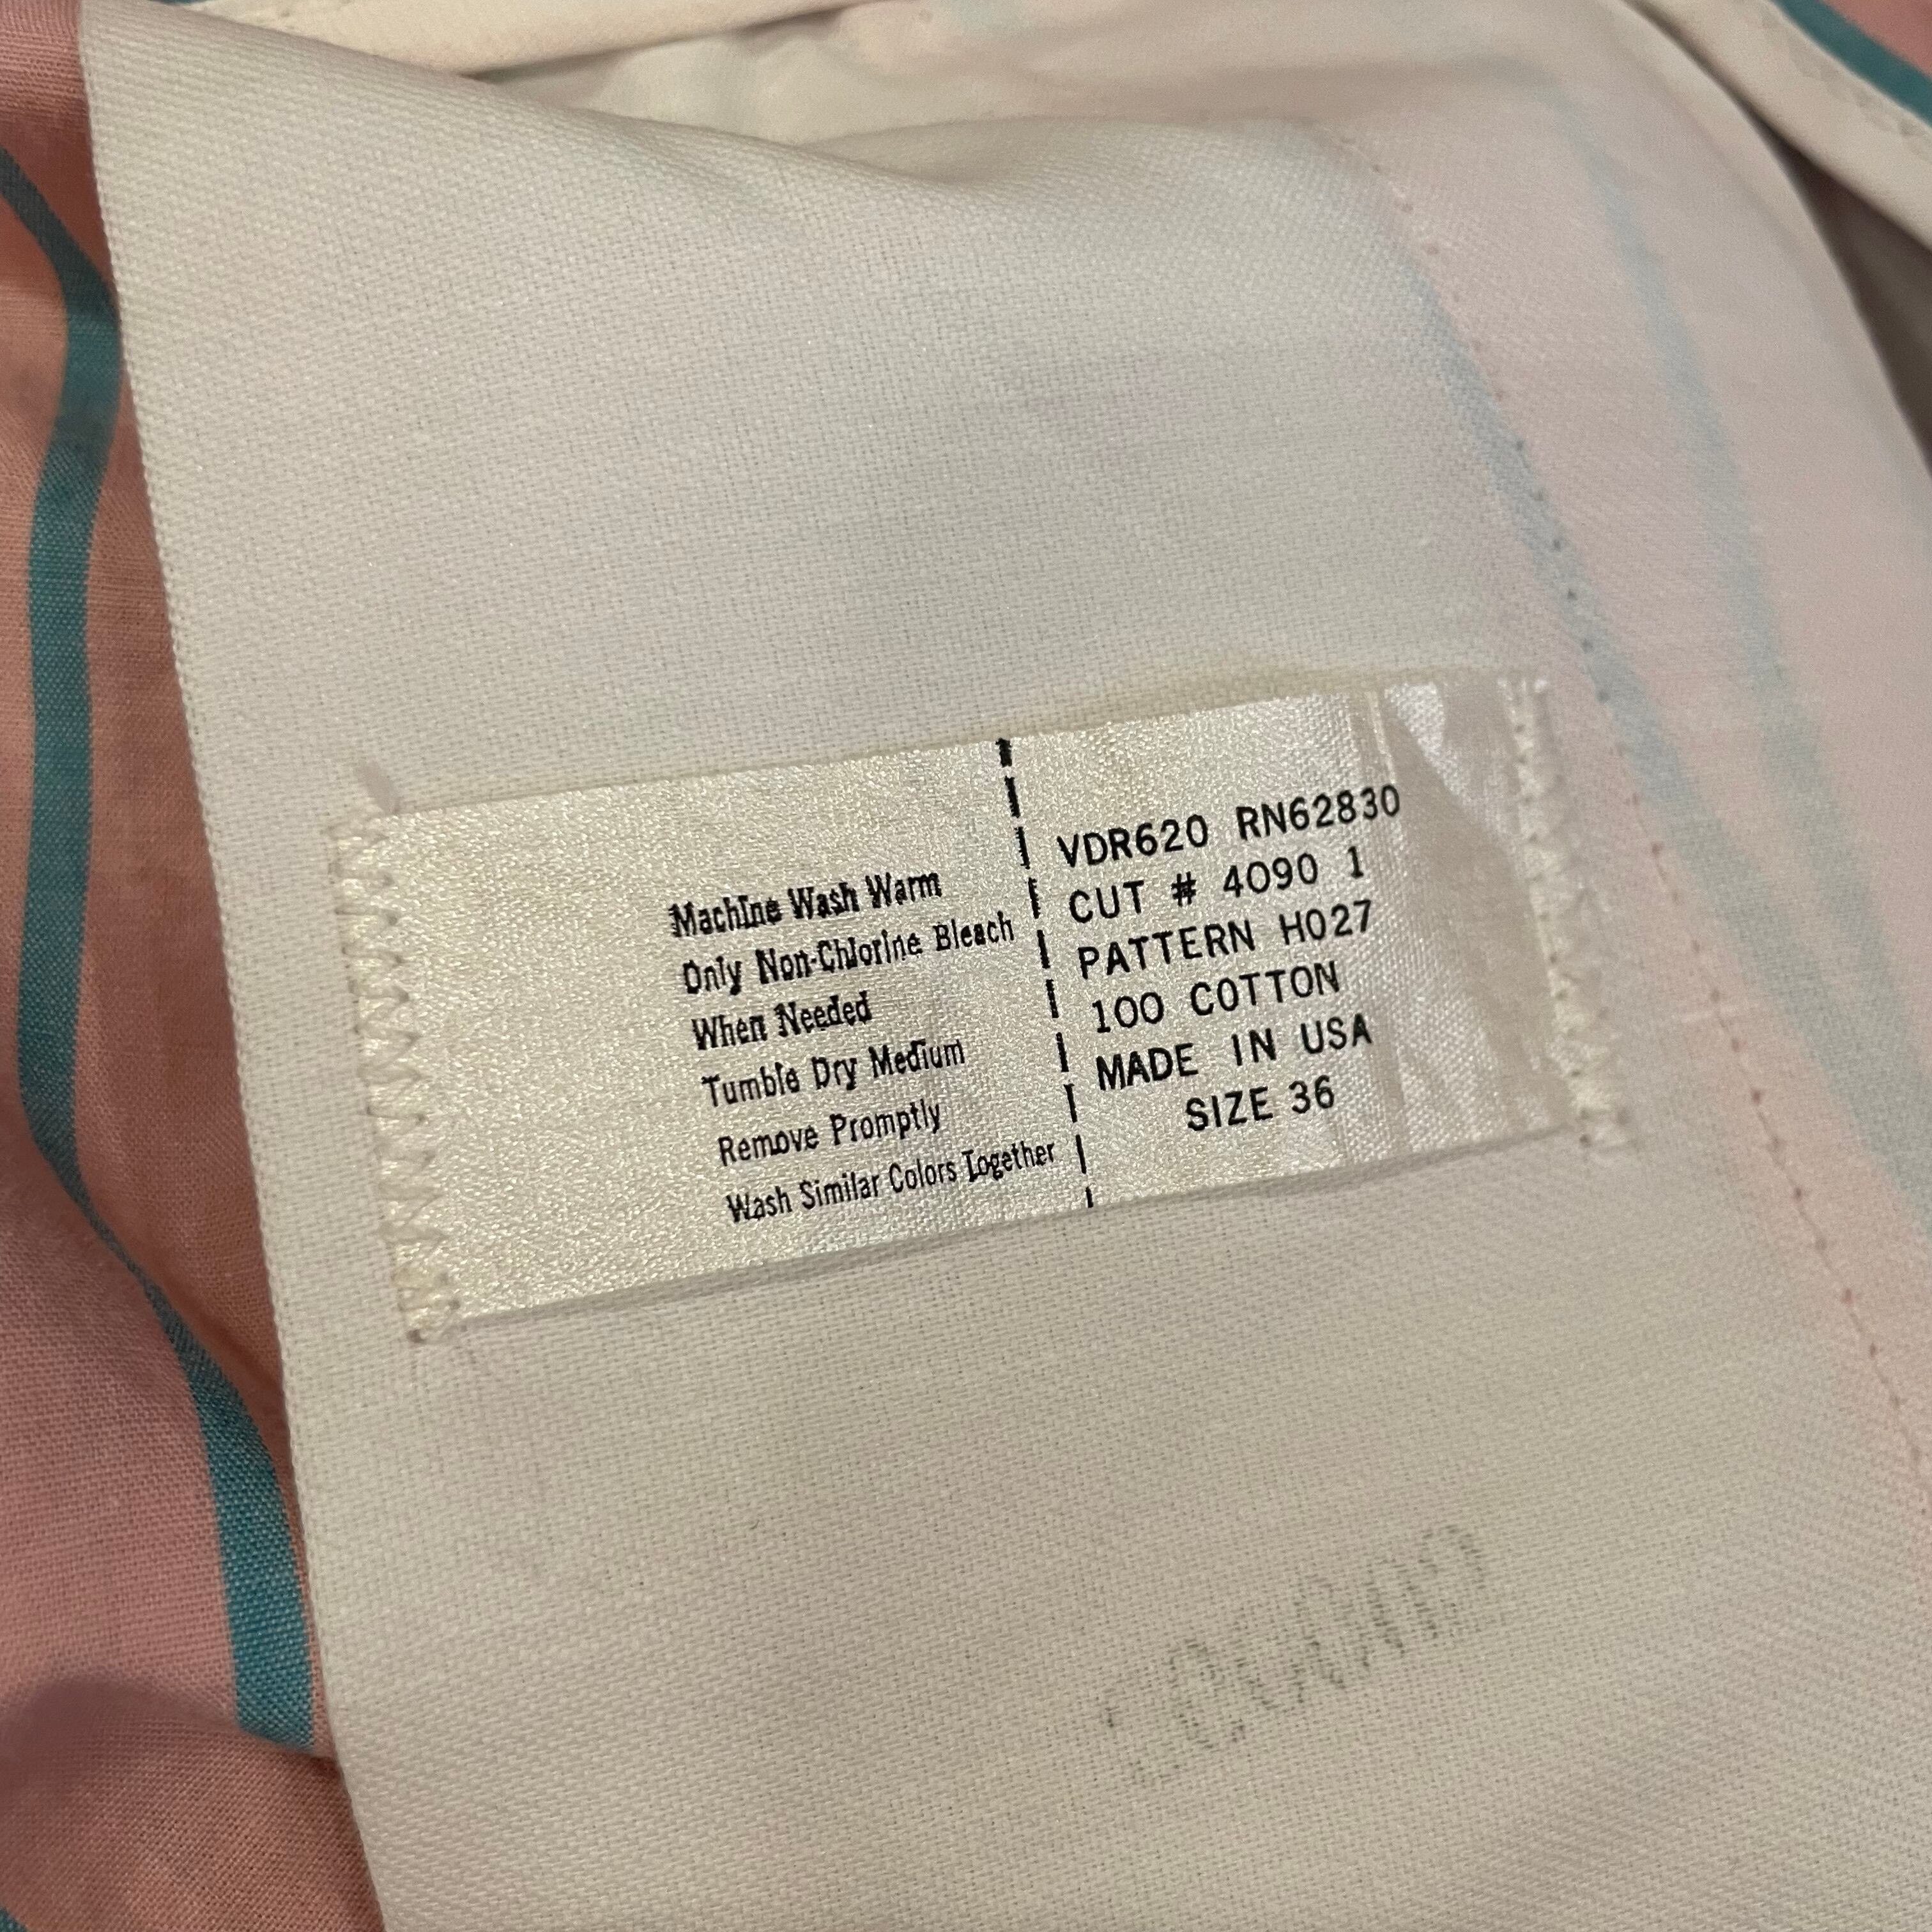 Machine Wash Warm
Only Non-Chlorine Bleach
When Needed
Tumble Dry Medium
Remove Promptly
Wash Similar Colors Together
VDR620 RN62830
CUT # 4090 1
PATTERN H027
100 COTTON
MADE IN USA
SIZE 36